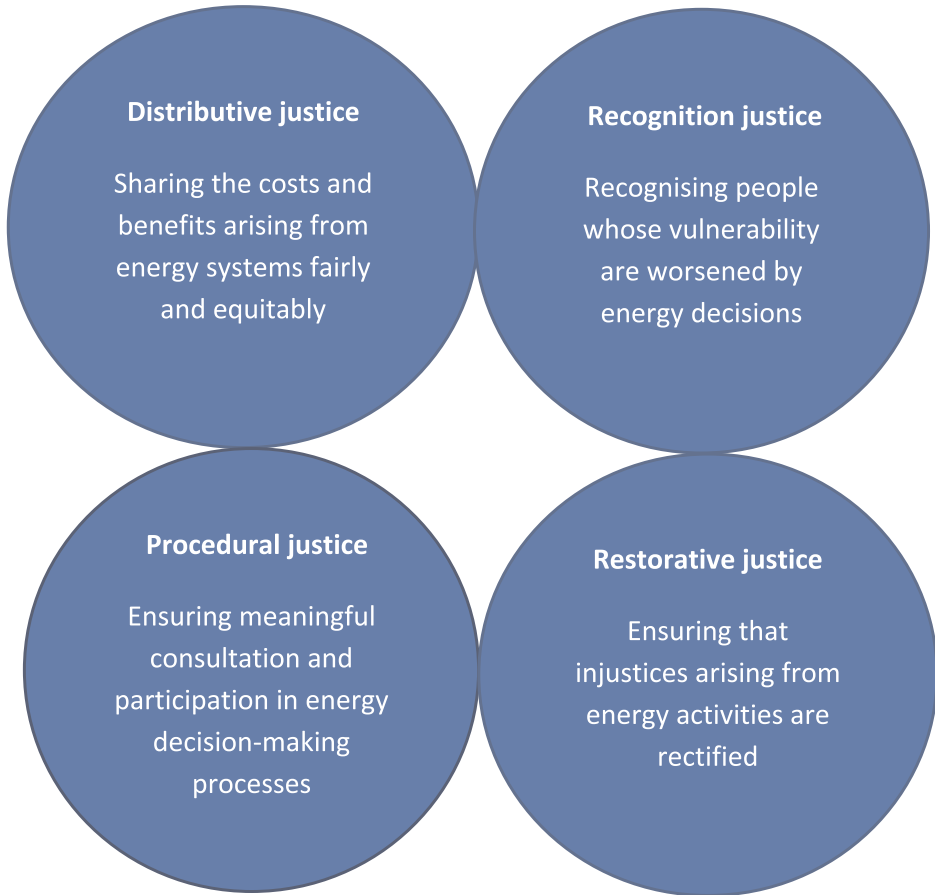 Distributive justice
Sharing the costs and
benefits arising from
energy systems fairly
and equitably
Recognition justice
Recognising people
whose vulnerability
are worsened by
energy decisions
Procedural justice
Ensuring meaningful
consultation and
participation in energy
decision-making
processes
Restorative justice
Ensuring that
injustices arising from
energy activities are
rectified